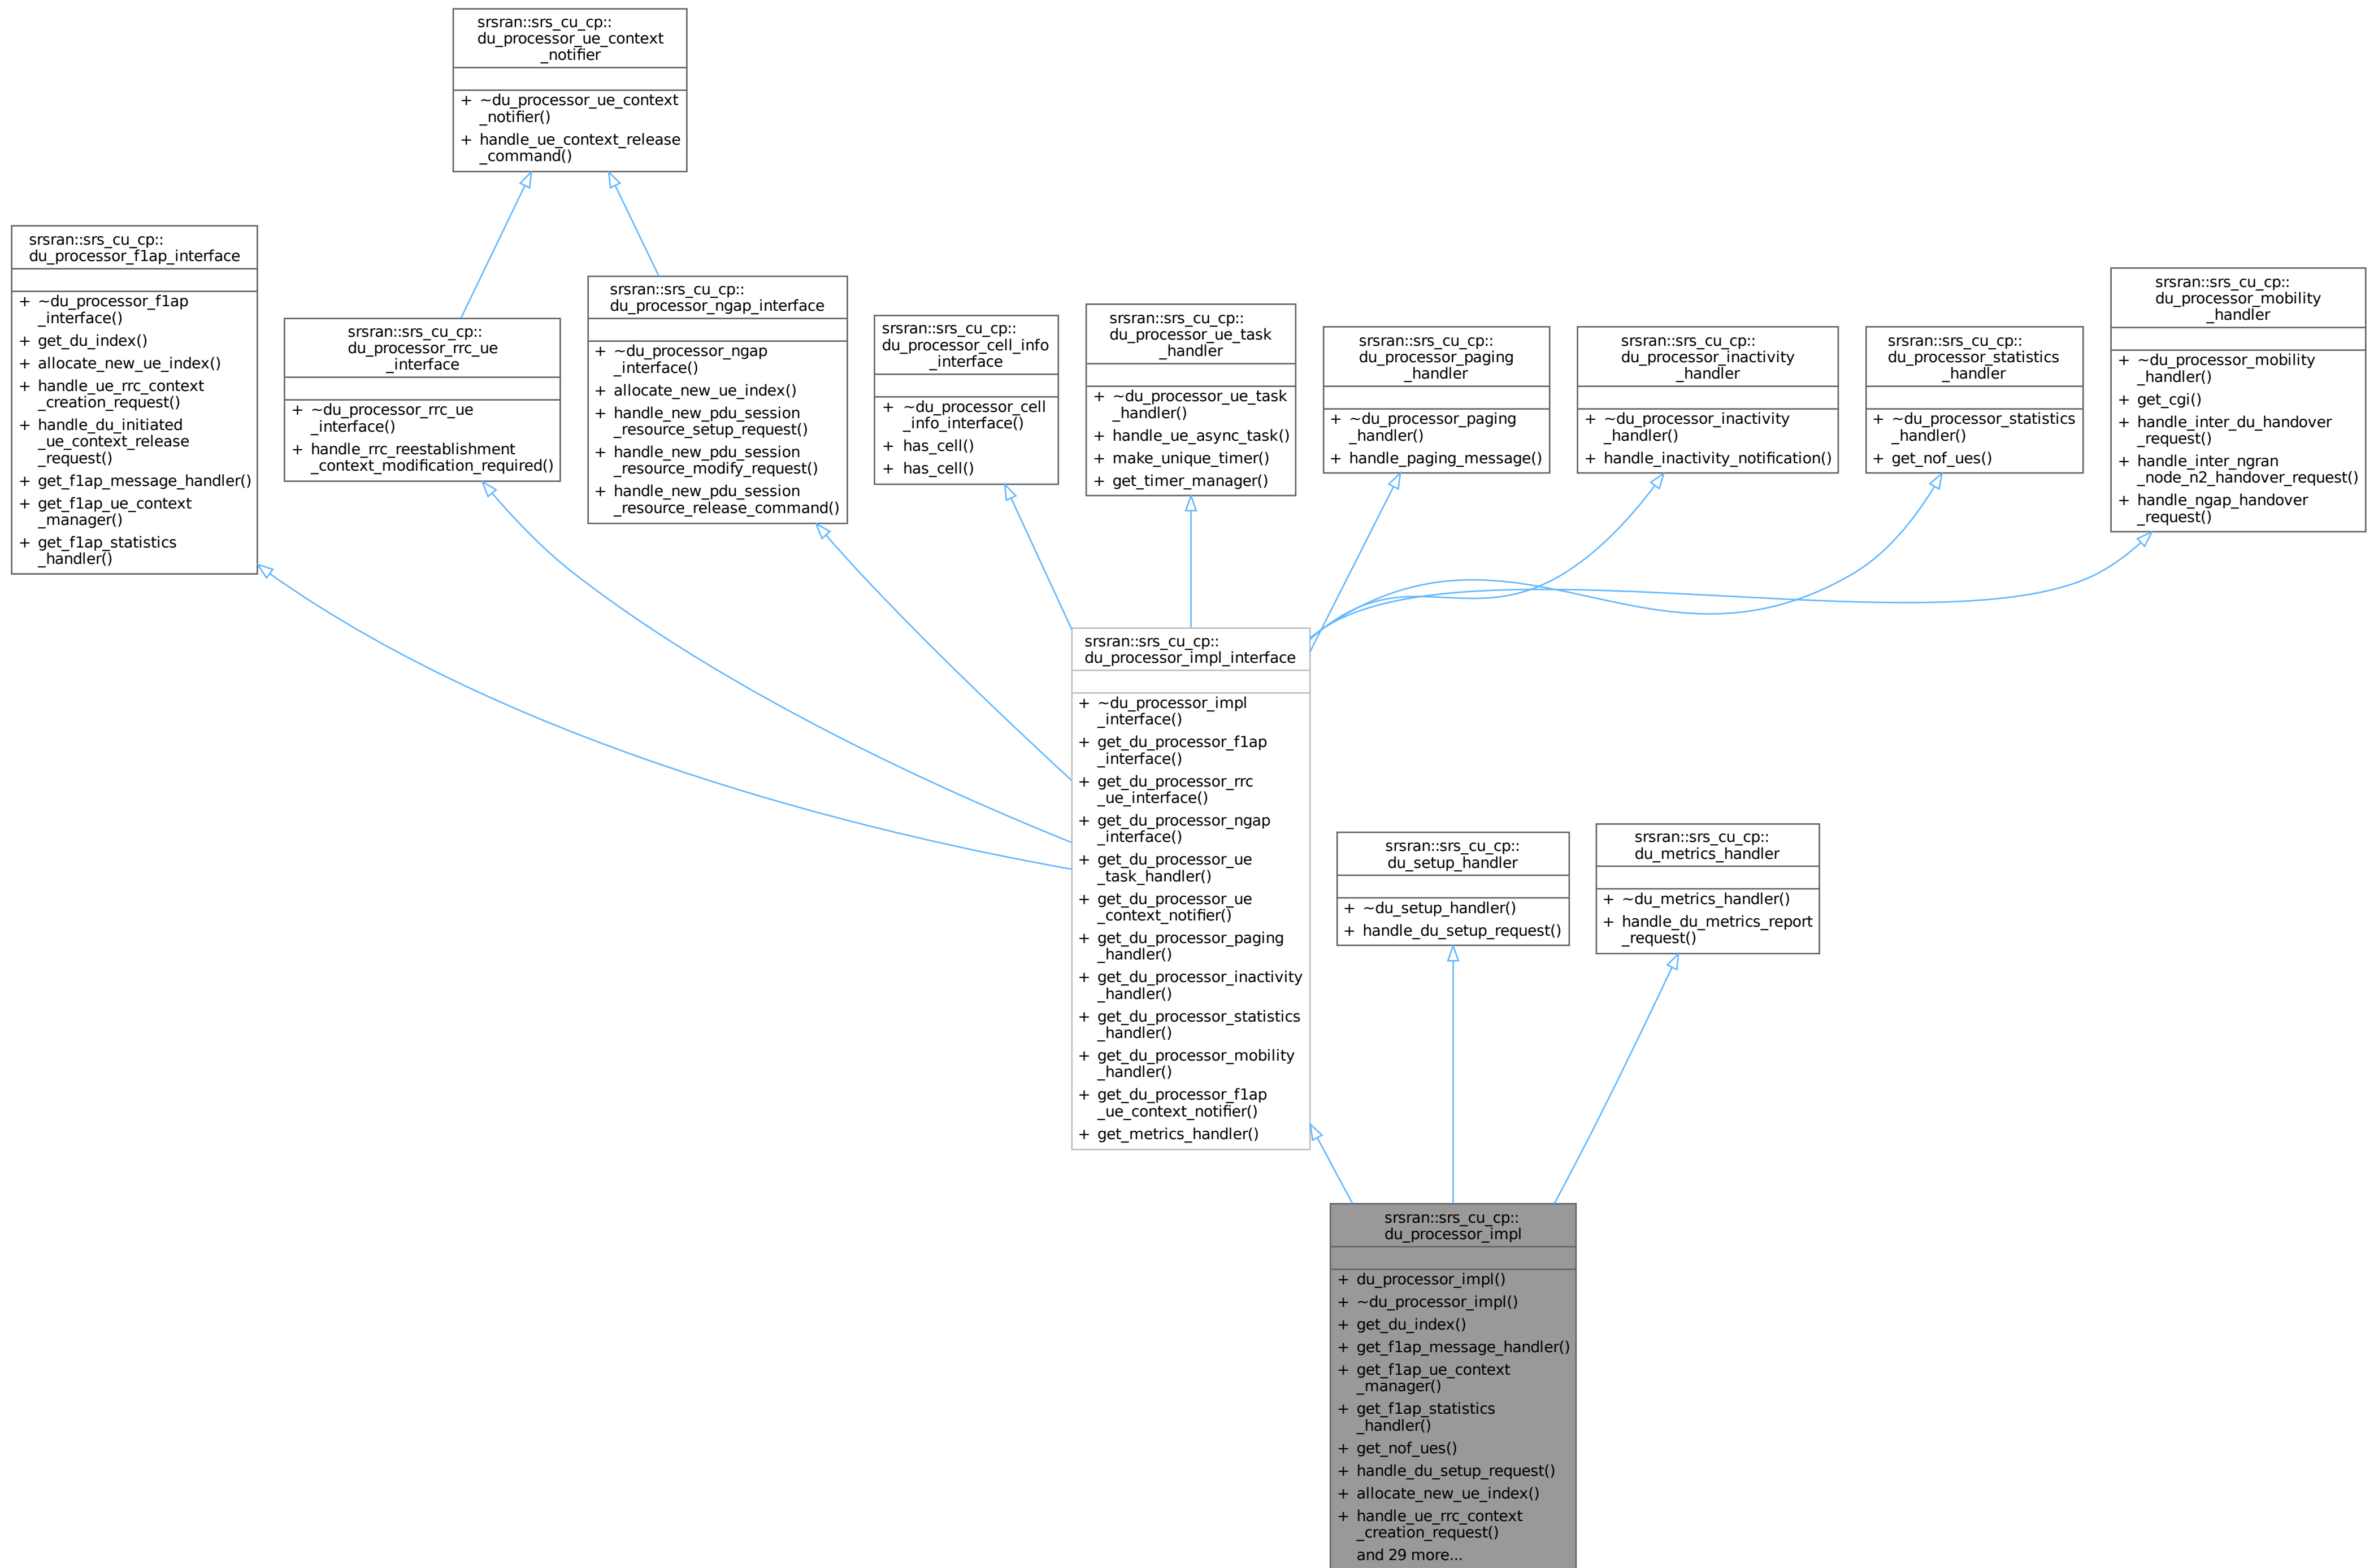 srsran::srs_cu_cp::
du_processor_ue_context
_notifier
+ ~du_processor_ue_context
_notifier()
+ handle_ue_context_release
_command()
srsran::srs_cu_cp::
du_processor_f1ap_interface
+ ~du_processor_f1ap
_interface()
+ get_du_index()
+ allocate_new_ue_index()
+ handle_ue_rrc_context
_creation_request()
+ handle_du_initiated
_ue_context_release
_request()
+ get_f1ap_message_handler()
+ get_f1ap_ue_context
_manager()
+ get_f1ap_statistics
_handler()
srsran::srs_cu_cp::
du_processor_rrc_ue
_interface
+ ~du_processor_rrc_ue
_interface()
+ handle_rrc_reestablishment
_context_modification_required()
srsran::srs_cu_cp::
du_processor_ngap_interface
+ ~du_processor_ngap
_interface()
+ allocate_new_ue_index()
+ handle_new_pdu_session
_resource_setup_request()
+ handle_new_pdu_session
_resource_modify_request()
+ handle_new_pdu_session
_resource_release_command()
srsran::srs_cu_cp::
du_processor_cell_info
_interface
+ ~du_processor_cell
_info_interface()
+ has_cell()
+ has_cell()
srsran::srs_cu_cp::
du_processor_ue_task
_handler
+ ~du_processor_ue_task
_handler()
+ handle_ue_async_task()
+ make_unique_timer()
+ get_timer_manager()
srsran::srs_cu_cp::
du_processor_paging
_handler
+ ~du_processor_paging
_handler()
+ handle_paging_message()
srsran::srs_cu_cp::
du_processor_inactivity
_handler
+ ~du_processor_inactivity
_handler()
+ handle_inactivity_notification()
srsran::srs_cu_cp::
du_processor_statistics
_handler
+ ~du_processor_statistics
_handler()
+ get_nof_ues()
srsran::srs_cu_cp::
du_processor_mobility
_handler
+ ~du_processor_mobility
_handler()
+ get_cgi()
+ handle_inter_du_handover
_request()
+ handle_inter_ngran
_node_n2_handover_request()
+ handle_ngap_handover
_request()
srsran::srs_cu_cp::
du_processor_impl_interface
+ ~du_processor_impl
_interface()
+ get_du_processor_f1ap
_interface()
+ get_du_processor_rrc
_ue_interface()
+ get_du_processor_ngap
_interface()
+ get_du_processor_ue
_task_handler()
+ get_du_processor_ue
_context_notifier()
+ get_du_processor_paging
_handler()
+ get_du_processor_inactivity
_handler()
+ get_du_processor_statistics
_handler()
+ get_du_processor_mobility
_handler()
+ get_du_processor_f1ap
_ue_context_notifier()
+ get_metrics_handler()
srsran::srs_cu_cp::
du_setup_handler
+ ~du_setup_handler()
+ handle_du_setup_request()
srsran::srs_cu_cp::
du_metrics_handler
+ ~du_metrics_handler()
+ handle_du_metrics_report
_request()
srsran::srs_cu_cp::
du_processor_impl
+ du_processor_impl()
+ ~du_processor_impl()
+ get_du_index()
+ get_f1ap_message_handler()
+ get_f1ap_ue_context
_manager()
+ get_f1ap_statistics
_handler()
+ get_nof_ues()
+ handle_du_setup_request()
+ allocate_new_ue_index()
+ handle_ue_rrc_context
_creation_request()
and 29 more...